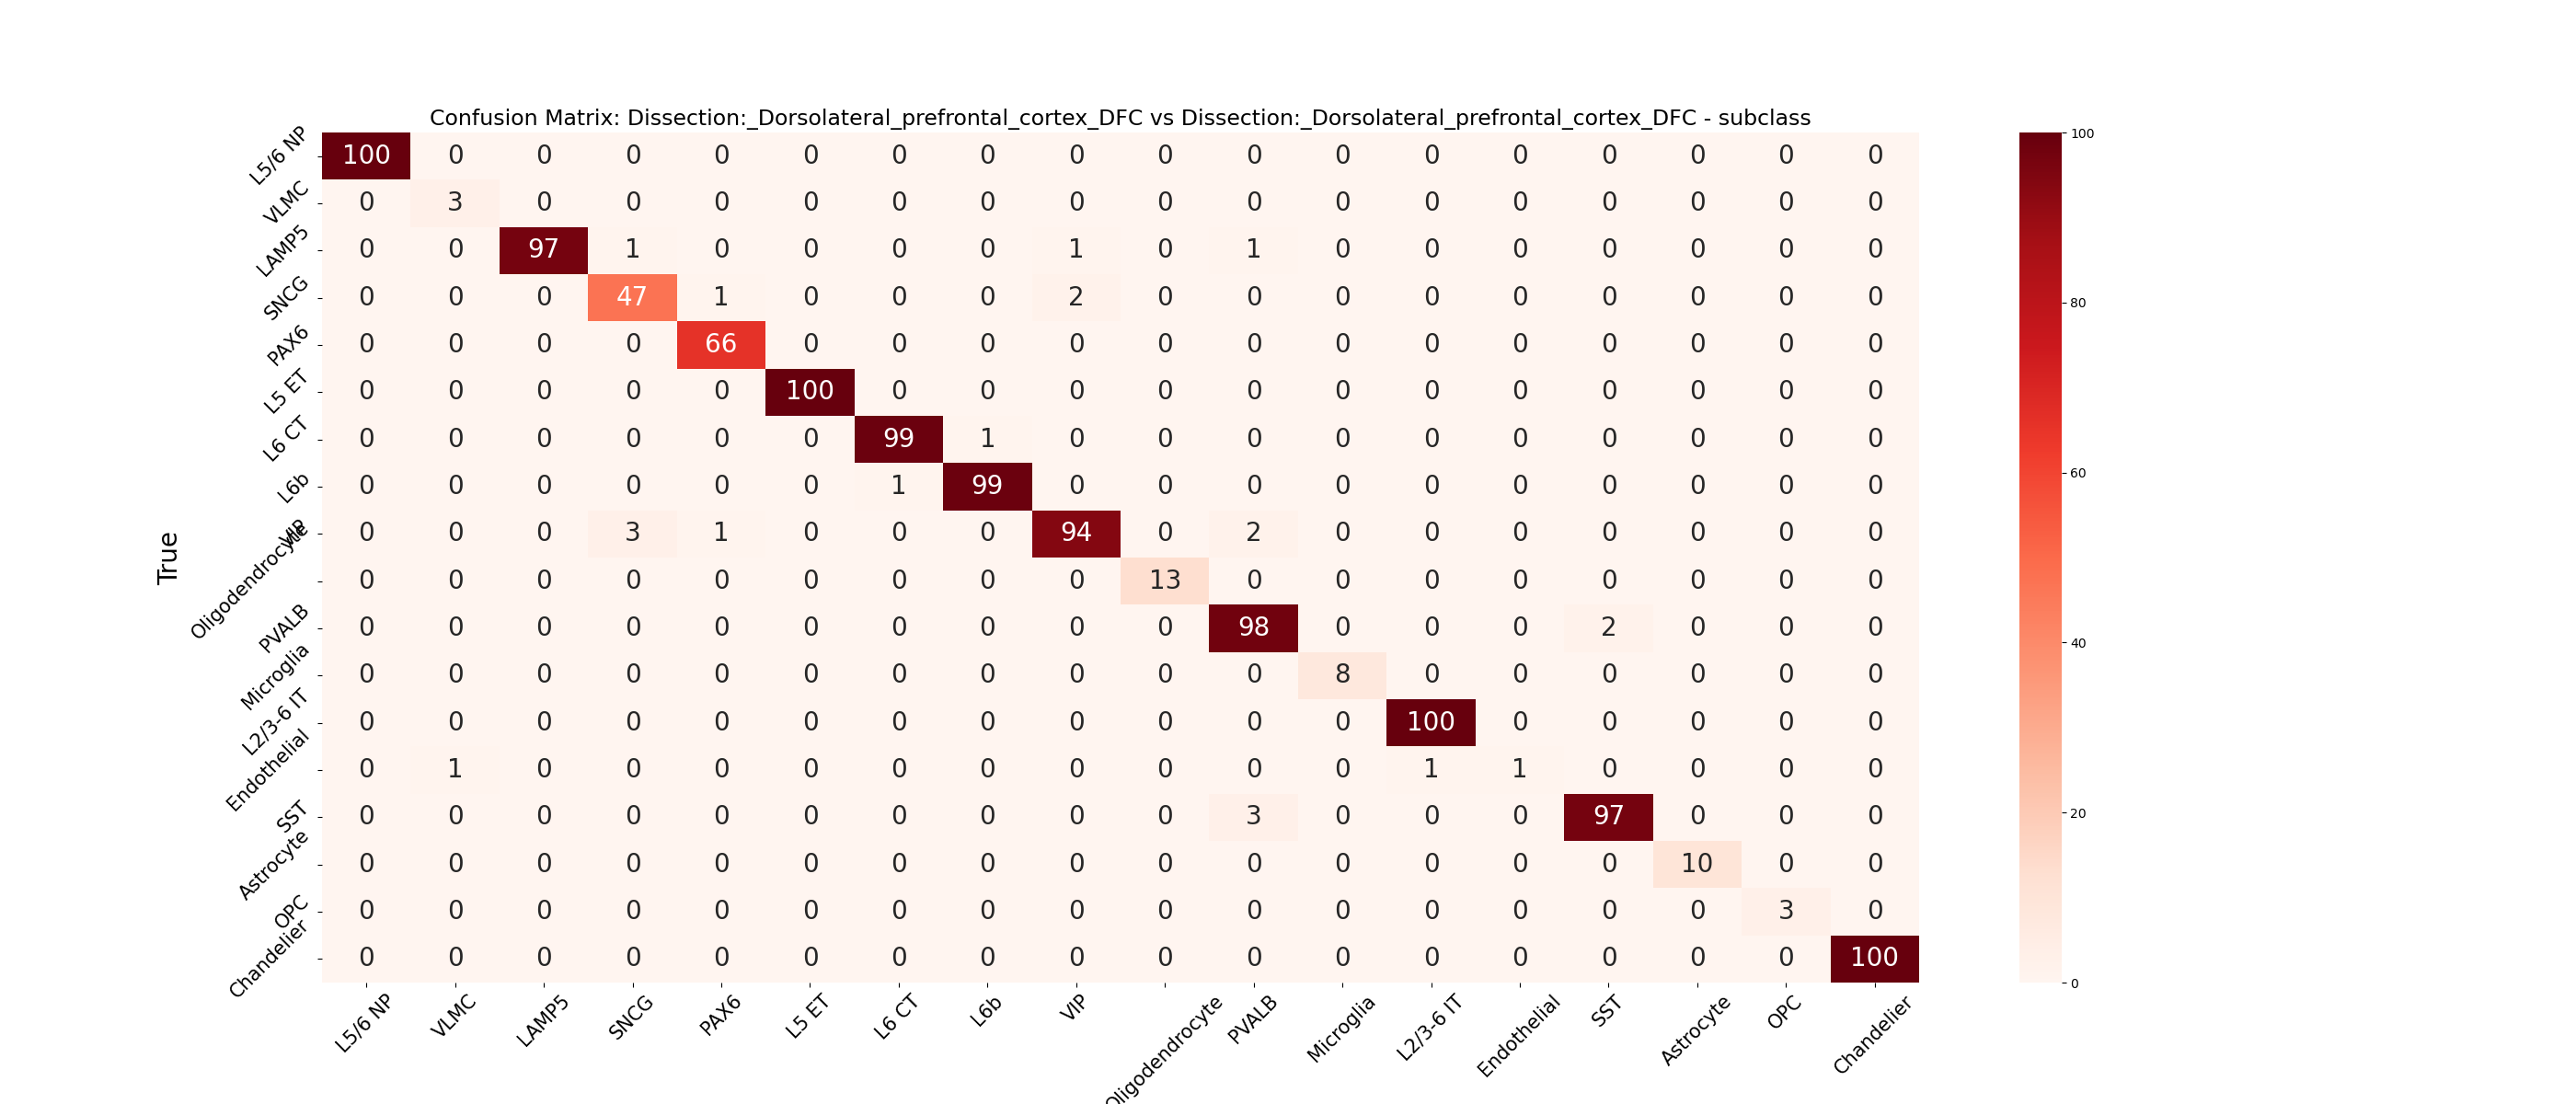 Confusion Matrix: Dissection:_Dorsolateral_prefrontal_cortex_DFC vs Dissection:_Dorsolateral_prefrontal_cortex_DFC - subclass
True
L5/6 NP 100 0 0 0 0 0 0 0 0 0 0 0 0 0 0 0 0 0
VLMC 0 3 0 0 0 0 0 0 0 0 0 0 0 0 0 0 0 0
LAMP5 0 0 97 1 0 0 0 0 1 0 1 0 0 0 0 0 0 0
SNCG 0 0 0 47 1 0 0 0 2 0 0 0 0 0 0 0 0 0
PAX6 0 0 0 0 66 0 0 0 0 0 0 0 0 0 0 0 0 0
L5 ET 0 0 0 0 0 100 0 0 0 0 0 0 0 0 0 0 0 0
L6 CT 0 0 0 0 0 0 99 1 0 0 0 0 0 0 0 0 0 0
L6b 0 0 0 0 0 0 1 99 0 0 0 0 0 0 0 0 0 0
VIP 0 0 0 3 1 0 0 0 94 0 2 0 0 0 0 0 0 0
Oligodendrocyte 0 0 0 0 0 0 0 0 0 13 0 0 0 0 0 0 0 0
PVALB 0 0 0 0 0 0 0 0 0 0 98 0 0 0 2 0 0 0
Microglia 0 0 0 0 0 0 0 0 0 0 0 8 0 0 0 0 0 0
L2/3-6 IT 0 0 0 0 0 0 0 0 0 0 0 0 100 0 0 0 0 0
Endothelial 0 1 0 0 0 0 0 0 0 0 0 0 1 1 0 0 0 0
SST 0 0 0 0 0 0 0 0 0 0 3 0 0 0 97 0 0 0
Astrocyte 0 0 0 0 0 0 0 0 0 0 0 0 0 0 0 10 0 0
OPC 0 0 0 0 0 0 0 0 0 0 0 0 0 0 0 0 3 0
Chandelier 0 0 0 0 0 0 0 0 0 0 0 0 0 0 0 0 0 100
L5/6 NP VLMC LAMP5 SNCG PAX6 L5 ET L6 CT L6b VIP Oligodendrocyte PVALB Microglia L2/3-6 IT Endothelial SST Astrocyte OPC Chandelier
100
80
60
40
20
0